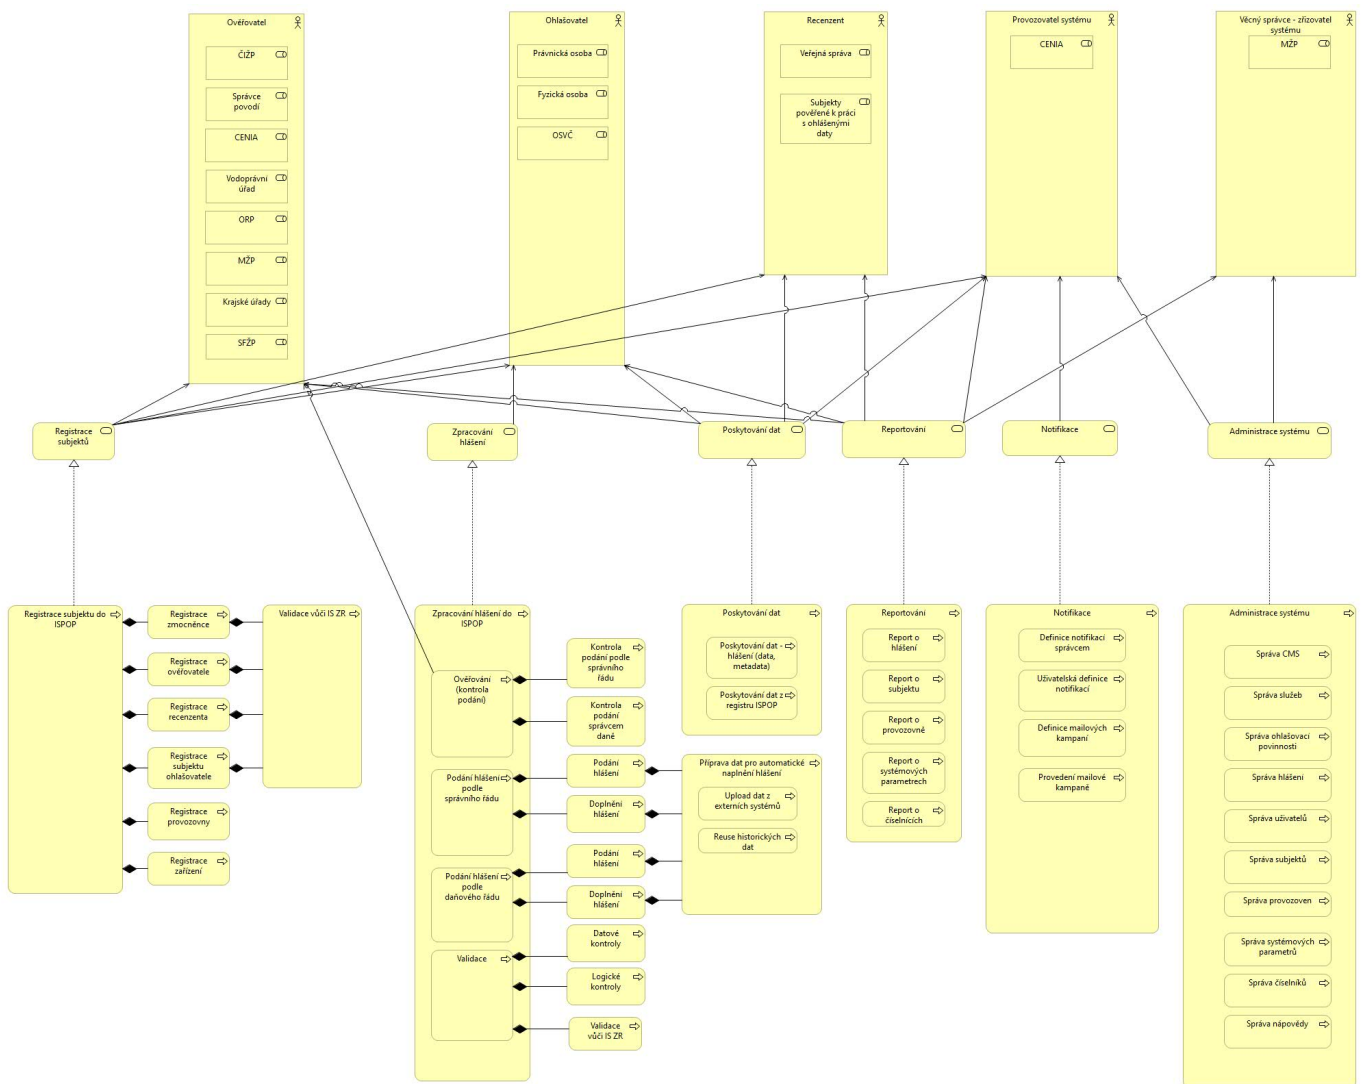 Ověřovatel
ČIŽP
Správce
povodí
CENIA
Vodoprávní
úřad
ORP
MŽP
Krajské úřady
SFŽP
Ohlašovatel
Právnická osoba
Fyzická osoba
OSVČ
Recenzent
Veřejná správa
Subjekty
pověřené k práci
s ohlášenými
daty
Provozovatel systému
CENIA
Věcný správce - zřizovatel
systému
MŽP
Registrace
subjektů
Zpracování
hlášení
Poskytování dat
Reportování
Notifikace
Administrace systému
Registrace subjektu do
ISPOP
Registrace
zmocněnce
Registrace
ověřovatele
Registrace
recenzenta
Registrace
subjektu
ohlašovatele
Registrace
provozovny
Registrace
zařízení
Validace vůči IS ZR
Zpracování hlášení do
ISPOP
Ověřování
(kontrola
podání)
Podání hlášení
podle
správního řádu
Podání hlášení
podle
daňového řádu
Validace
Kontrola
podání podle
správního
řádu
Kontrola
podání
správcem
daně
Podání
hlášení
Doplnění
hlášení
Podání
hlášení
Doplnění
hlášení
Datové
kontroly
Logické
kontroly
Validace
vůči IS ZR
Poskytování dat
Poskytování dat -
hlášení (data,
metadata)
Poskytování dat z
registru ISPOP
Příprava dat pro automatické
naplnění hlášení
Upload dat z
externích systémů
Reuse historických
dat
Reportování
Report o
hlášení
Report o
subjektu
Report o
provozovně
Report o
systémových
parametrech
Report o
číselnících
Notifikace
Definice notifikací
správcem
Uživatelská definice
notifikací
Definice mailových
kampaní
Provedení mailové
kampaně
Administrace systému
Správa CMS
Správa služeb
Správa ohlašovací
povinnosti
Správa hlášení
Správa uživatelů
Správa subjektů
Správa provozoven
Správa systémových
parametrů
Správa číselníků
Správa nápovědy